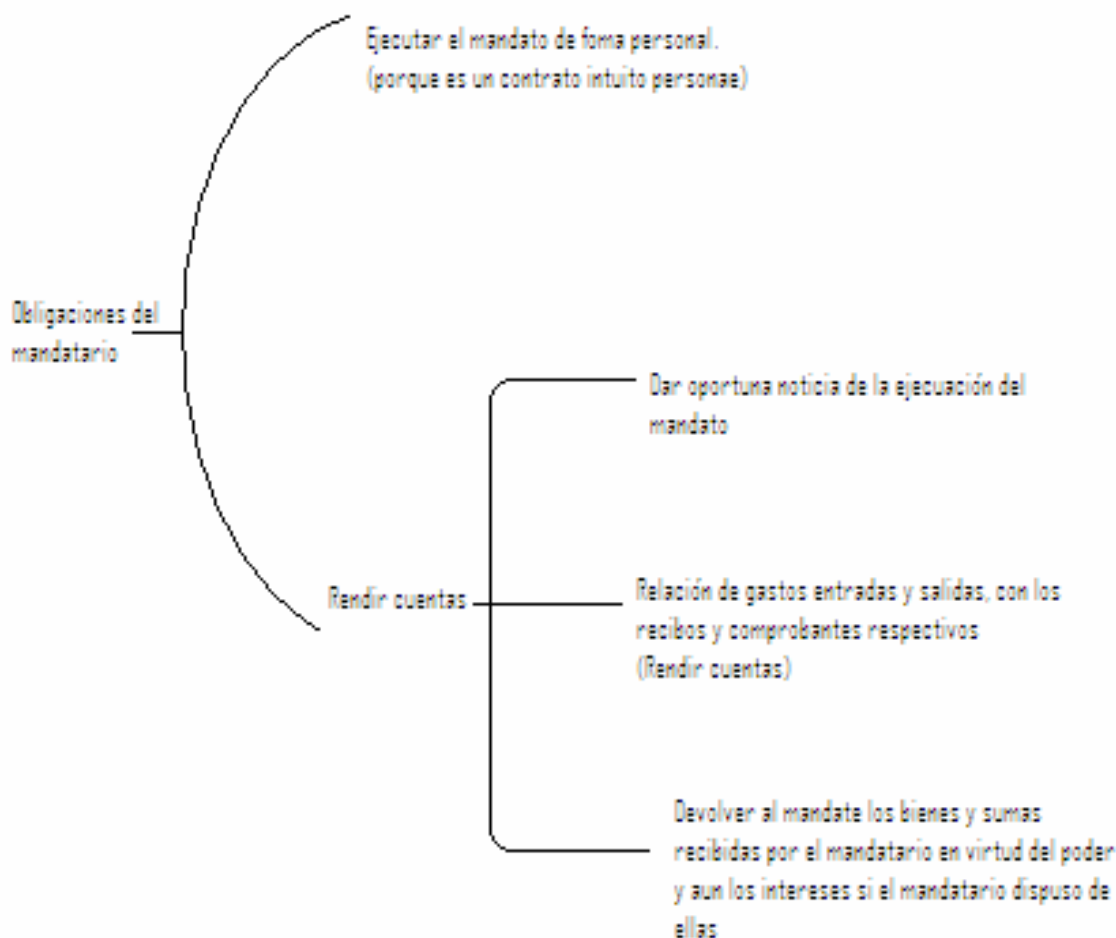 Ejecutar el mandato de foma personal.
(porque es un contrato intuito personae)
Obligaciones del
mandatario
Dar oportuna noticia de la ejecuación del
mandato
Rendir cuentas
Relación de gastos entradas y salidas, con los
recibos y comprobantes respectivos
(Rendir cuentas)
Devolver al mandate los bienes y sumas
recibidas por el mandatario en virtud del poder
y aun los intereses si el mandatario dispuso de
ellas